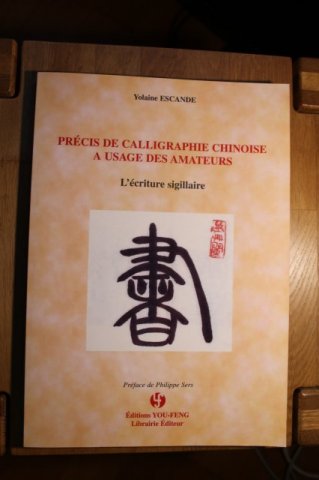 Yolaine ESCANDE
PRÉCIS DE CALLIGRAPHIE CHINOISE
A USAGE DES AMATEURS
L'écriture sigillaire
書
Préface de Philippe Sers
Éditions YOU-FENG
Librairie Éditeur